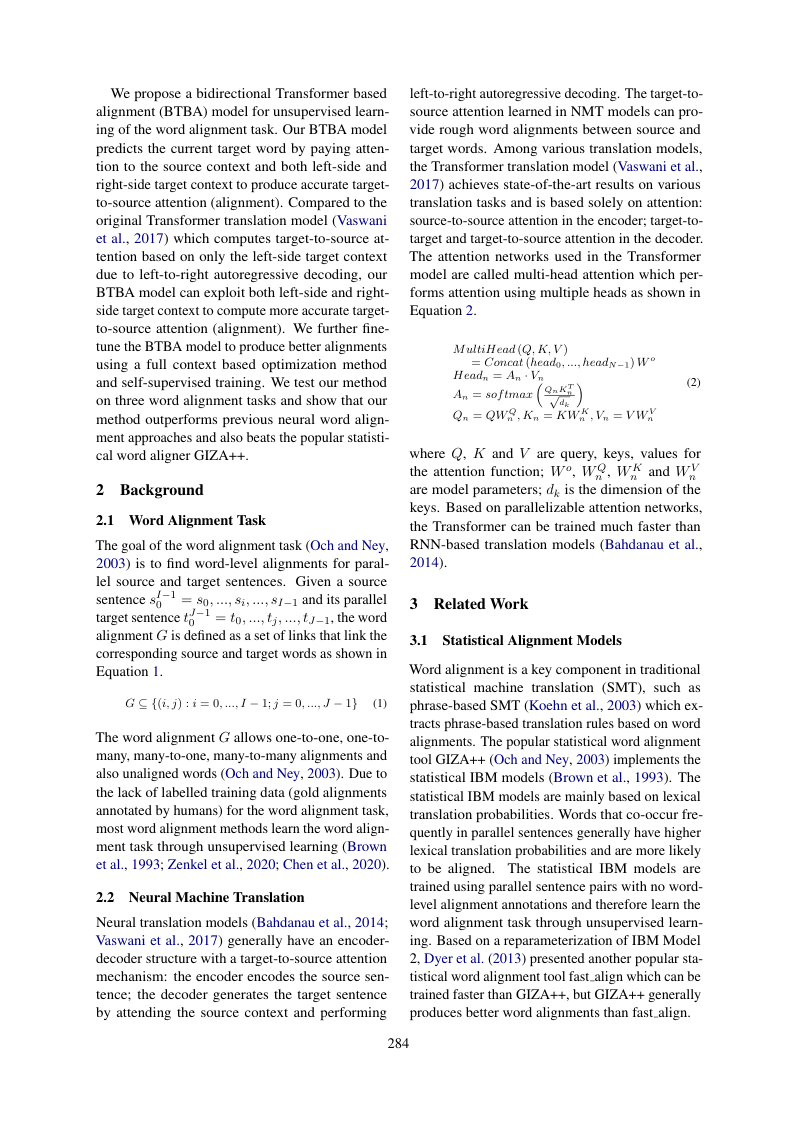 We propose a bidirectional Transformer based
alignment (BTBA) model for unsupervised learn-
ing of the word alignment task. Our BTBA model
predicts the current target word by paying atten-
tion to the source context and both left-side and
right-side target context to produce accurate target-
to-source attention (alignment). Compared to the
original Transformer translation model (Vaswani
et al., 2017) which computes target-to-source at-
tention based on only the left-side target context
due to left-to-right autoregressive decoding, our
BTBA model can exploit both left-side and right-
side target context to compute more accurate target-
to-source attention (alignment). We further fine-
tune the BTBA model to produce better alignments
using a full context based optimization method
and self-supervised training. We test our method
on three word alignment tasks and show that our
method outperforms previous neural word align-
ment approaches and also beats the popular statisti-
cal word aligner GIZA++.
2 Background
2.1 Word Alignment Task
The goal of the word alignment task (Och and Ney,
2003) is to find word-level alignments for paral-
lel source and target sentences. Given a source
sentence $s_0^{I-1} = s_0, ..., s_i, ..., s_{I-1}$ and its parallel
target sentence $t_0^{J-1} = t_0, ..., t_j, ..., t_{J-1}$, the word
alignment $G$ is defined as a set of links that link the
corresponding source and target words as shown in
Equation 1.
$G \subseteq \{(i, j) : i = 0, ..., I - 1; j = 0, ..., J - 1\}$ (1)
The word alignment $G$ allows one-to-one, one-to-
many, many-to-one, many-to-many alignments and
also unaligned words (Och and Ney, 2003). Due to
the lack of labelled training data (gold alignments
annotated by humans) for the word alignment task,
most word alignment methods learn the word align-
ment task through unsupervised learning (Brown
et al., 1993; Zenkel et al., 2020; Chen et al., 2020).
2.2 Neural Machine Translation
Neural translation models (Bahdanau et al., 2014;
Vaswani et al., 2017) generally have an encoder-
decoder structure with a target-to-source attention
mechanism: the encoder encodes the source sen-
tence; the decoder generates the target sentence
by attending the source context and performing
left-to-right autoregressive decoding. The target-to-
source attention learned in NMT models can pro-
vide rough word alignments between source and
target words. Among various translation models,
the Transformer translation model (Vaswani et al.,
2017) achieves state-of-the-art results on various
translation tasks and is based solely on attention:
source-to-source attention in the encoder; target-to-
target and target-to-source attention in the decoder.
The attention networks used in the Transformer
model are called multi-head attention which per-
forms attention using multiple heads as shown in
Equation 2.
$MultiHead (Q, K, V)$
$= Concat (head_0, ..., head_{N-1}) W^o$
$Head_n = A_n \cdot V_n$
$A_n = softmax \left( \frac{Q_n K_n^T}{\sqrt{d_k}} \right)$ (2)
$Q_n = QW_n^Q, K_n = KW_n^K, V_n = VW_n^V$
where $Q$, $K$ and $V$ are query, keys, values for
the attention function; $W^o$, $W_n^Q$, $W_n^K$ and $W_n^V$
are model parameters; $d_k$ is the dimension of the
keys. Based on parallelizable attention networks,
the Transformer can be trained much faster than
RNN-based translation models (Bahdanau et al.,
2014).
3 Related Work
3.1 Statistical Alignment Models
Word alignment is a key component in traditional
statistical machine translation (SMT), such as
phrase-based SMT (Koehn et al., 2003) which ex-
tracts phrase-based translation rules based on word
alignments. The popular statistical word alignment
tool GIZA++ (Och and Ney, 2003) implements the
statistical IBM models (Brown et al., 1993). The
statistical IBM models are mainly based on lexical
translation probabilities. Words that co-occur fre-
quently in parallel sentences generally have higher
lexical translation probabilities and are more likely
to be aligned. The statistical IBM models are
trained using parallel sentence pairs with no word-
level alignment annotations and therefore learn the
word alignment task through unsupervised learn-
ing. Based on a reparameterization of IBM Model
2, Dyer et al. (2013) presented another popular sta-
tistical word alignment tool fast_align which can be
trained faster than GIZA++, but GIZA++ generally
produces better word alignments than fast_align.
284